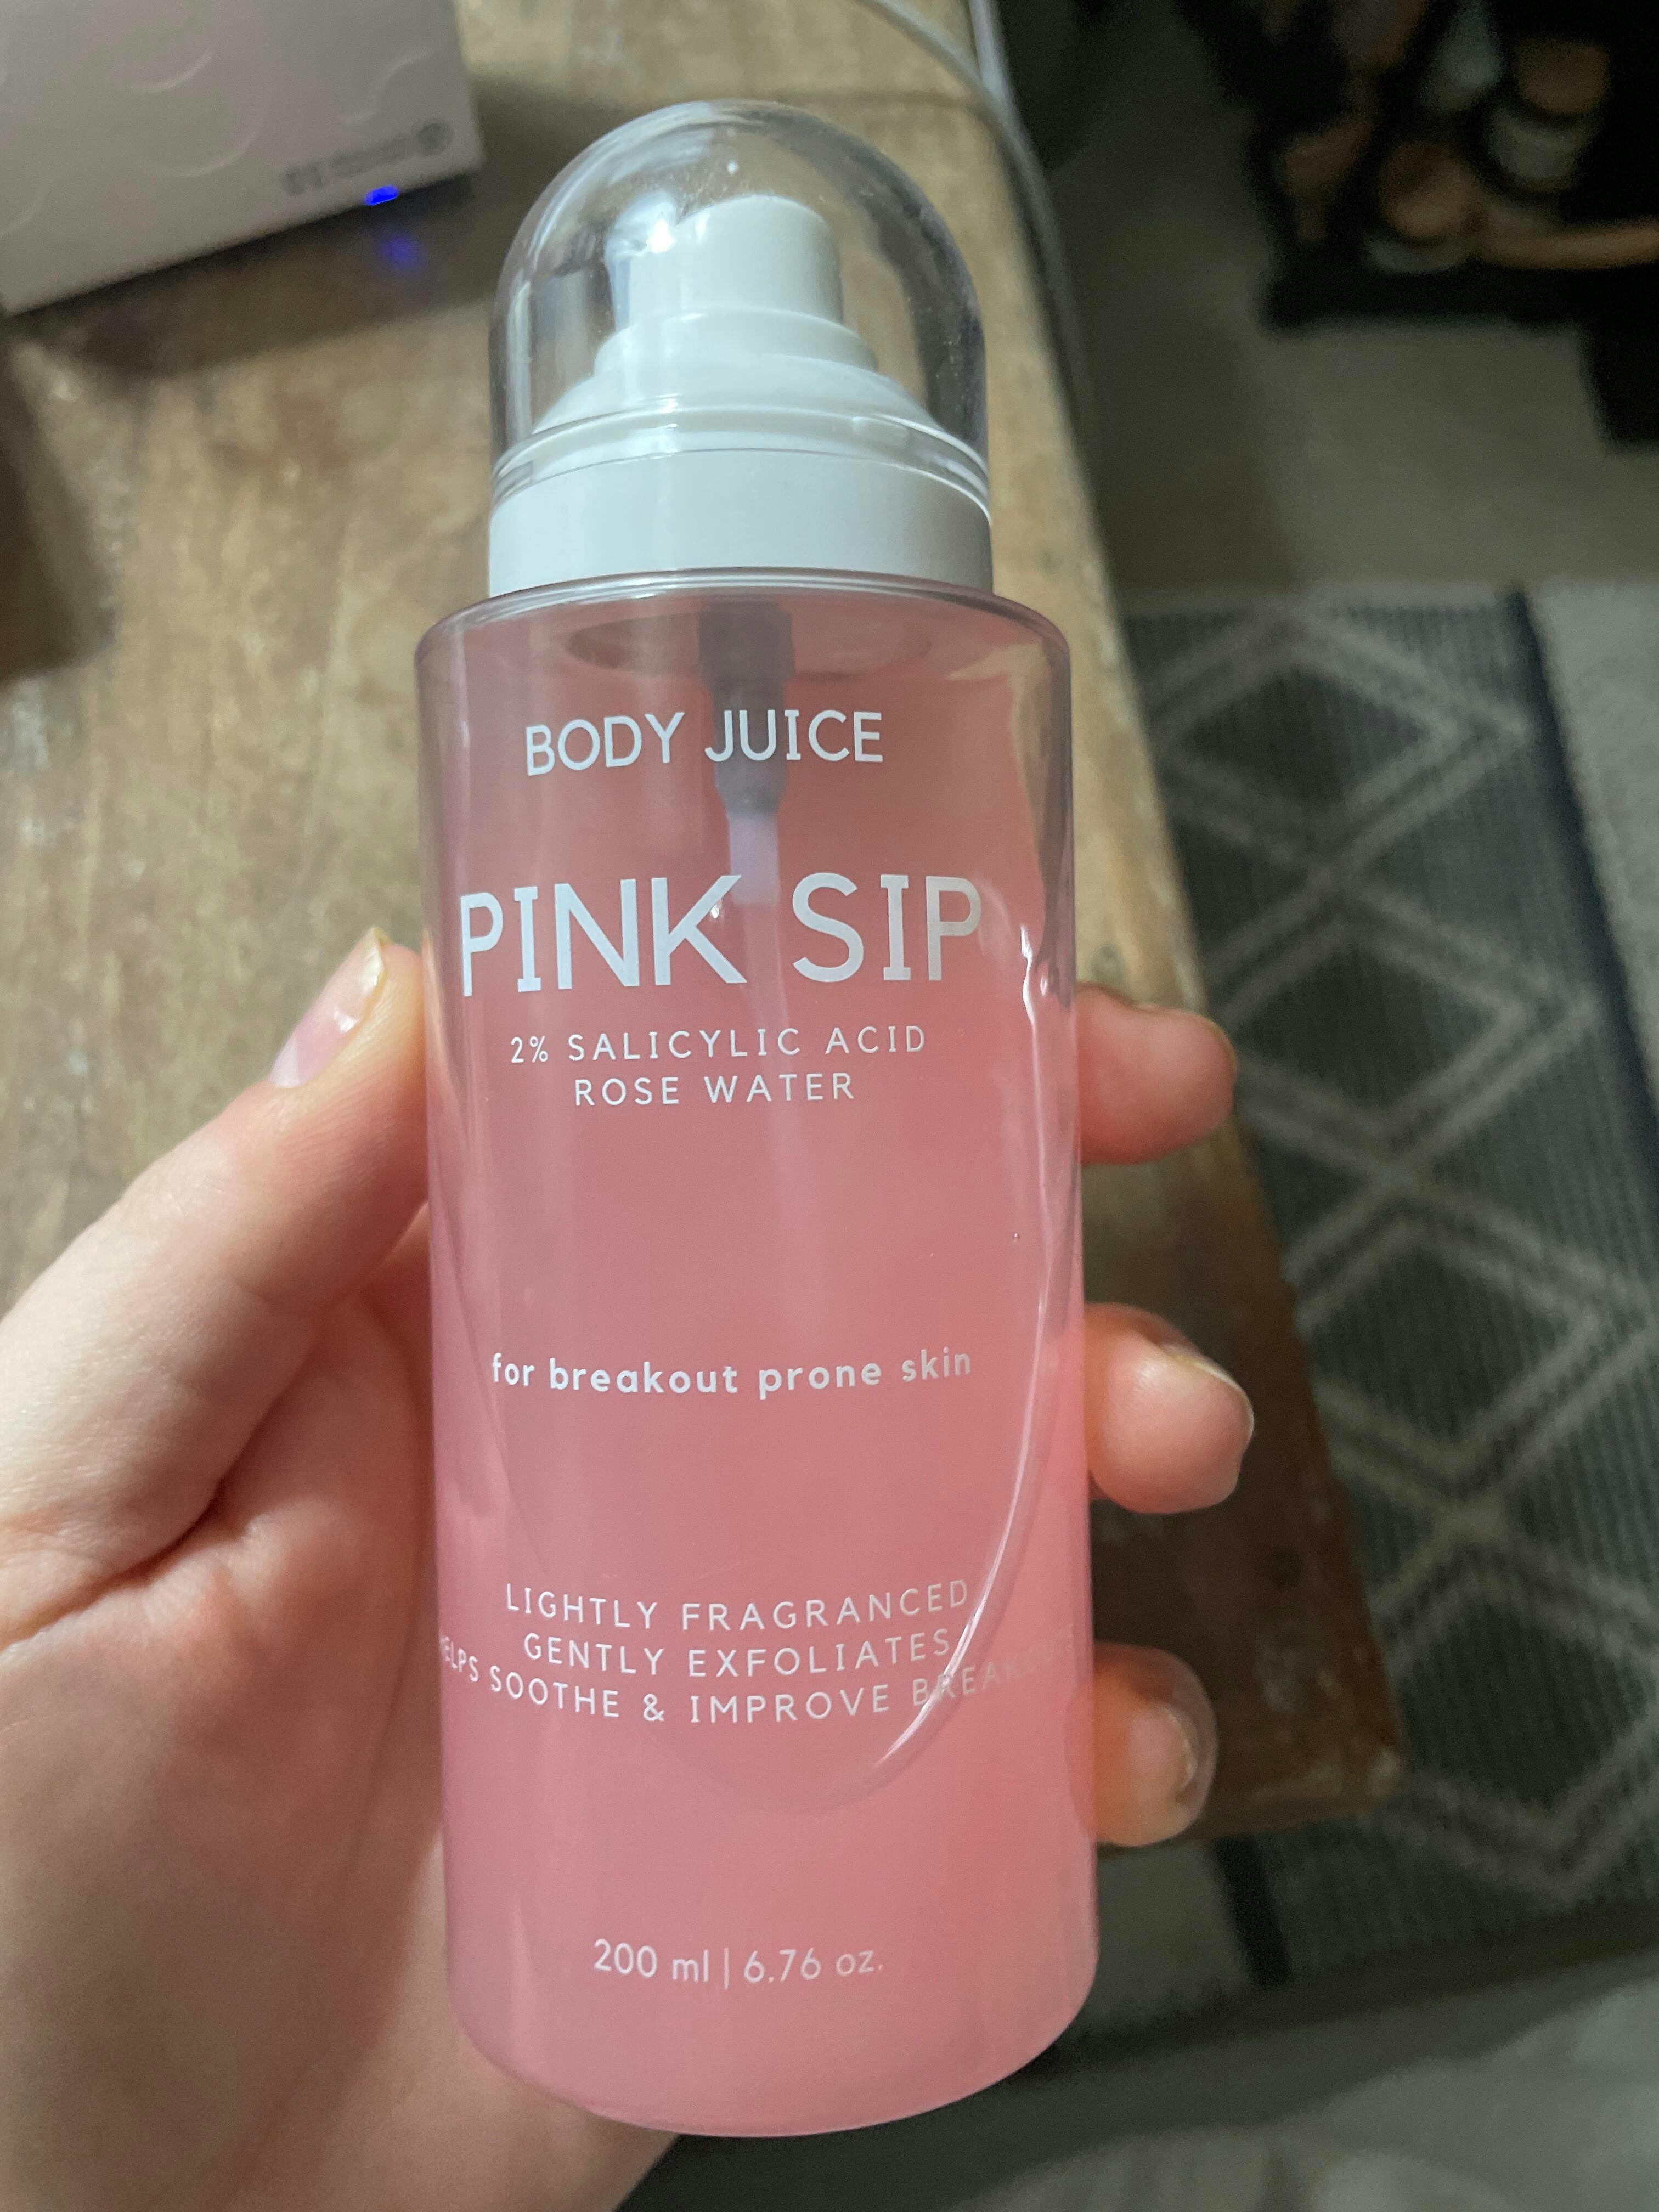 BODY JUICE
PINK SIP
2% SALICYLIC ACID
ROSE WATER
for breakout prone skin
LIGHTLY FRAGRANCED
GENTLY EXFOLIATES
SOOTHE & IMPROVE
200 ml | 6.76 oz.